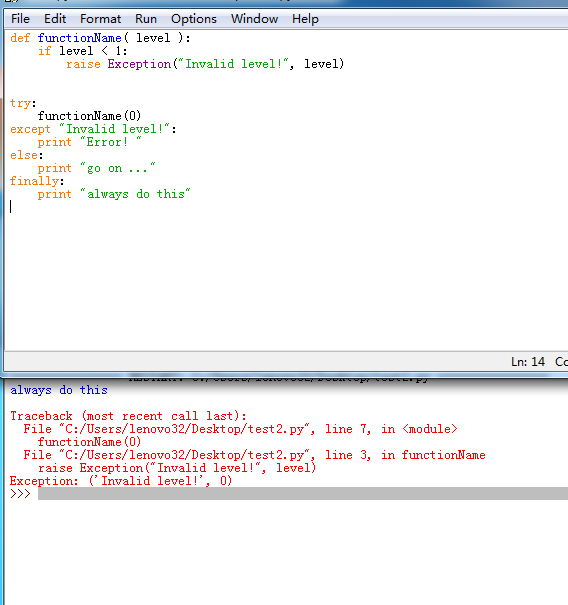 File Edit Format Run Options Window Help
def functionName( level ):
    if level < 1:
        raise Exception("Invalid level!", level)
try:
    functionName(0)
except "Invalid level!":
    print "Error! "
else:
    print "go on ..."
finally:
    print "always do this"
Ln: 14 Co
always do this
Traceback (most recent call last):
  File "C:/Users/lenovo32/Desktop/test2.py", line 7, in <module>
    functionName(0)
  File "C:/Users/lenovo32/Desktop/test2.py", line 3, in functionName
    raise Exception("Invalid level!", level)
Exception: ('Invalid level!', 0)
>>>